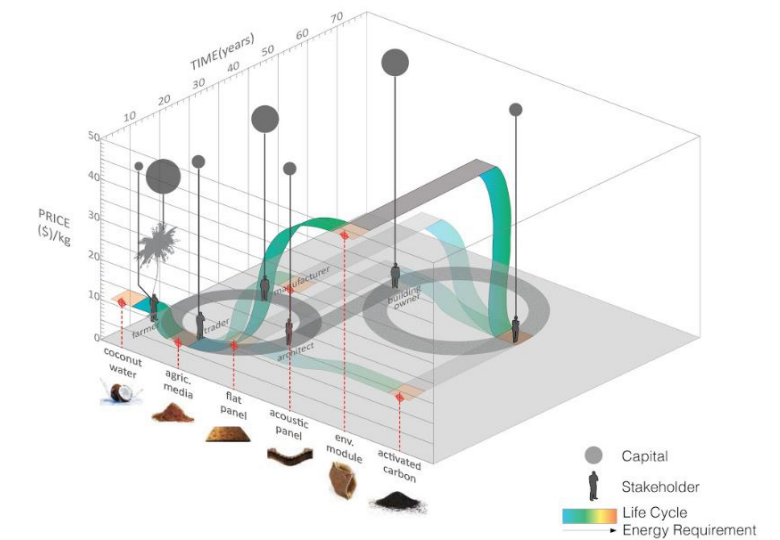 TIME(years)
10
20
30
40
50
60
70
PRICE
($)/kg
50
40
30
20
10
0
farmer
trader
manufacturer
architect
building
owner
coconut
water
agric.
media
flat
panel
acoustic
panel
env.
module
activated
carbon
Capital
Stakeholder
Life Cycle
Energy Requirement